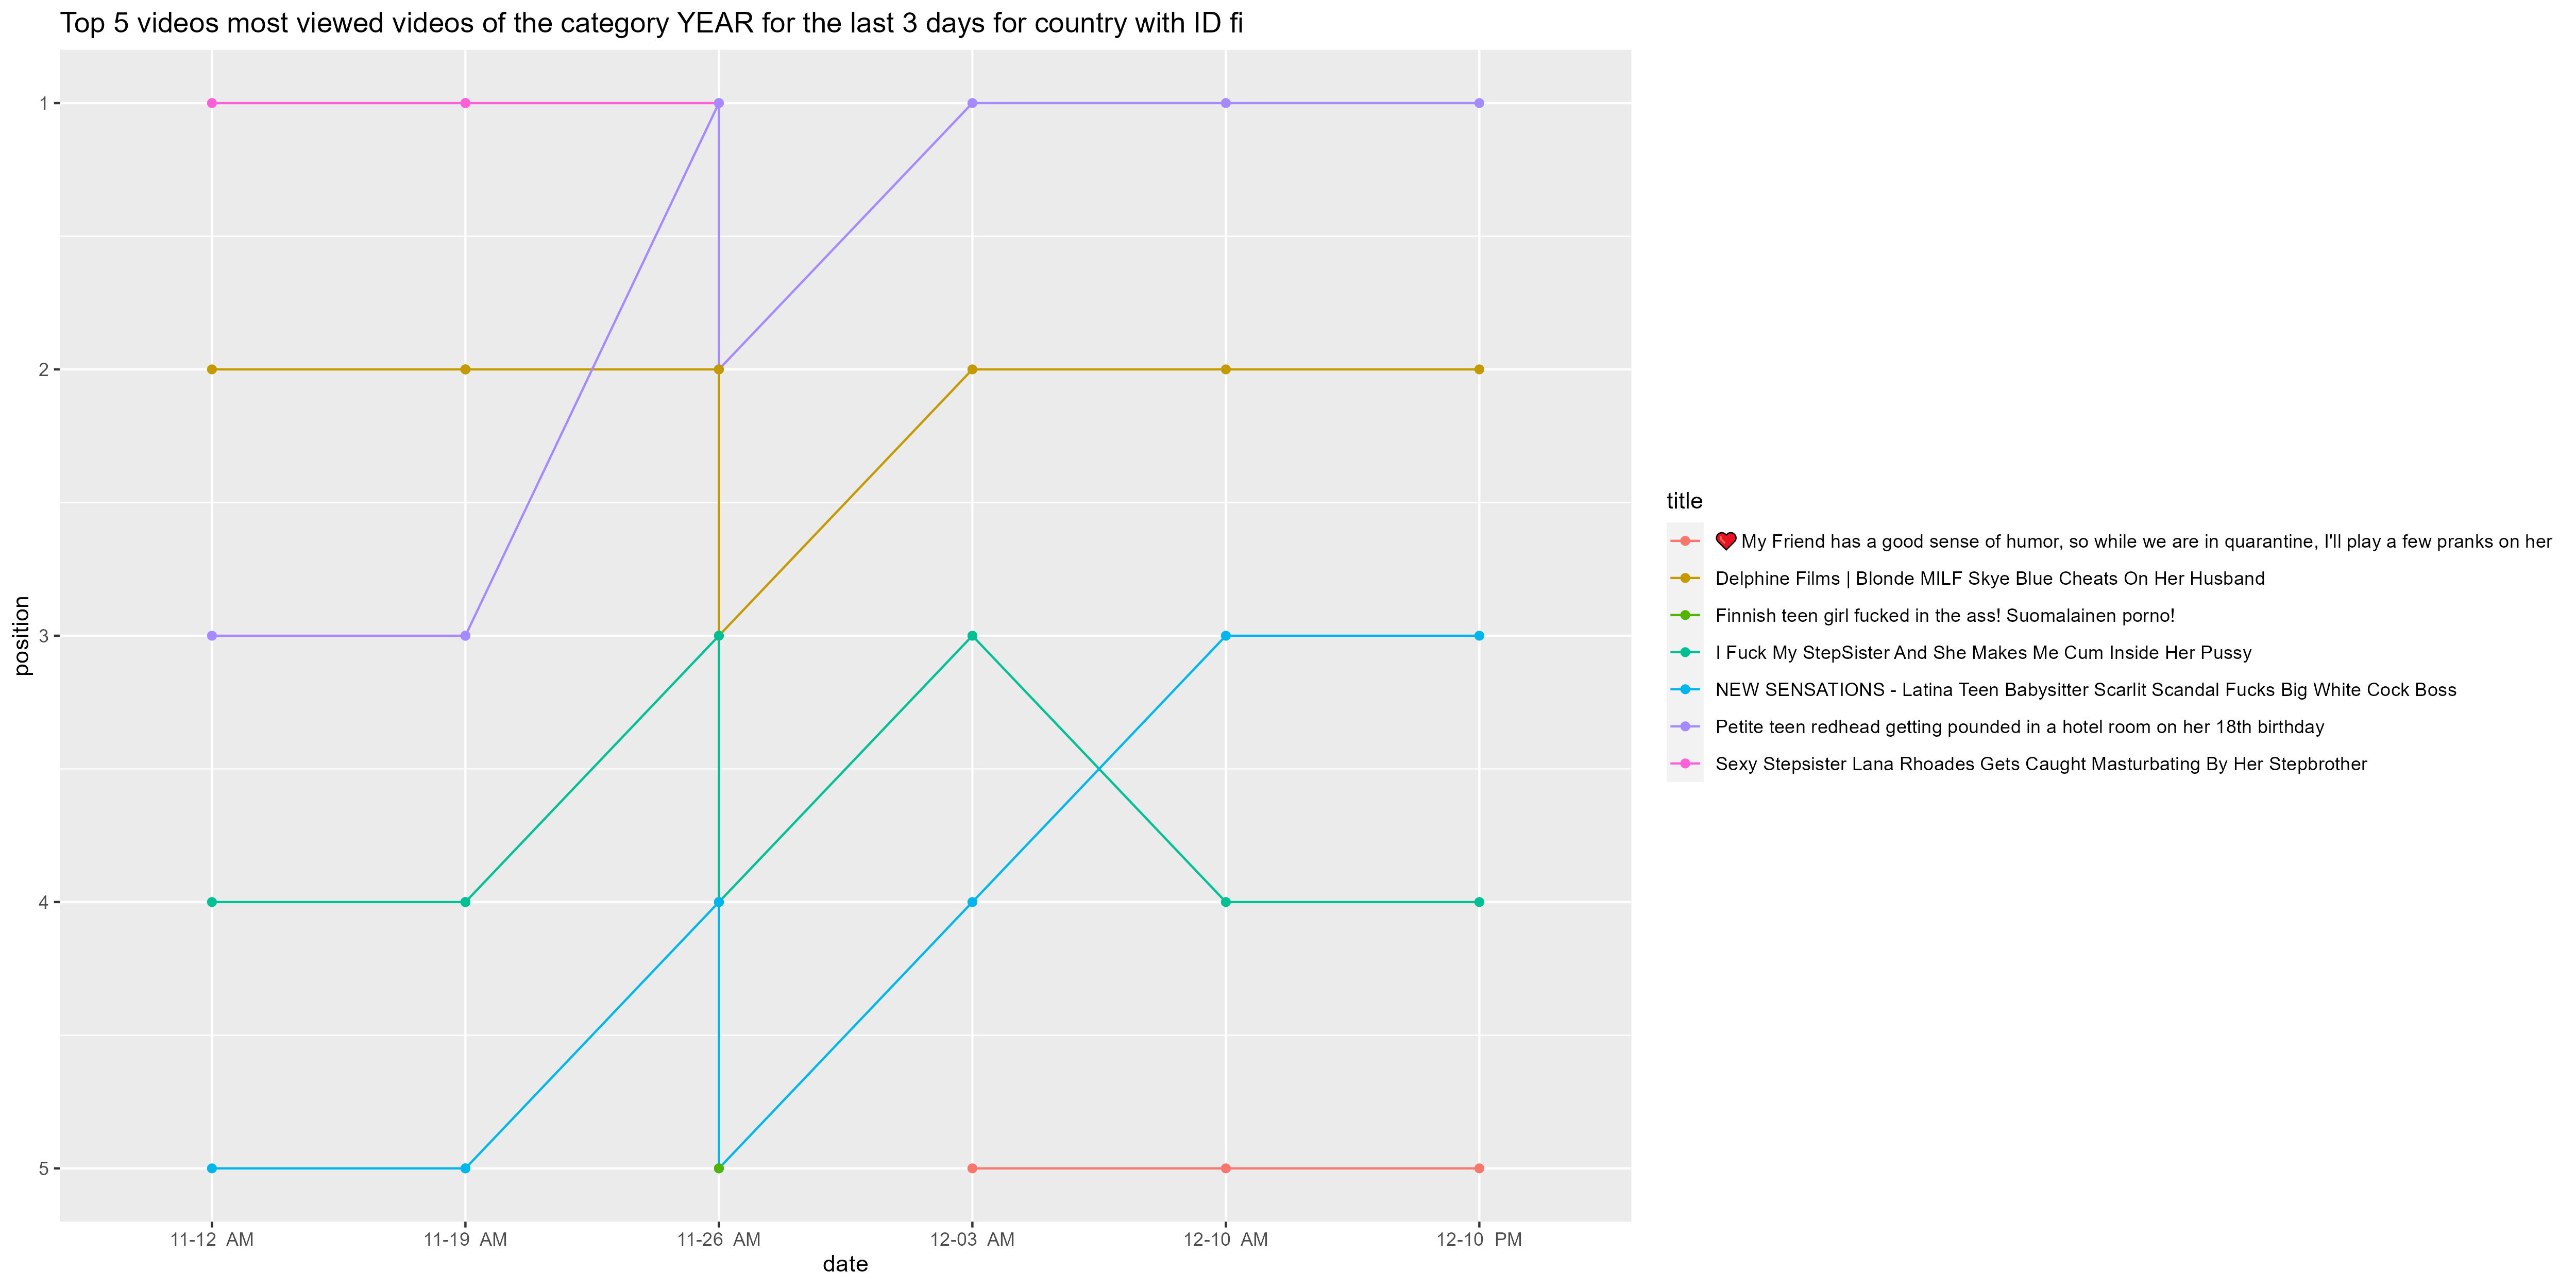 Top 5 videos most viewed videos of the category YEAR for the last 3 days for country with ID fi
position
1
2
3
4
5
11-12 AM
11-19 AM
11-26 AM
12-03 AM
12-10 AM
12-10 PM
date
title
❤ My Friend has a good sense of humor, so while we are in quarantine, I'll play a few pranks on her
Delphine Films | Blonde MILF Skye Blue Cheats On Her Husband
Finnish teen girl fucked in the ass! Suomalainen porno!
I Fuck My StepSister And She Makes Me Cum Inside Her Pussy
NEW SENSATIONS - Latina Teen Babysitter Scarlit Scandal Fucks Big White Cock Boss
Petite teen redhead getting pounded in a hotel room on her 18th birthday
Sexy Stepsister Lana Rhoades Gets Caught Masturbating By Her Stepbrother